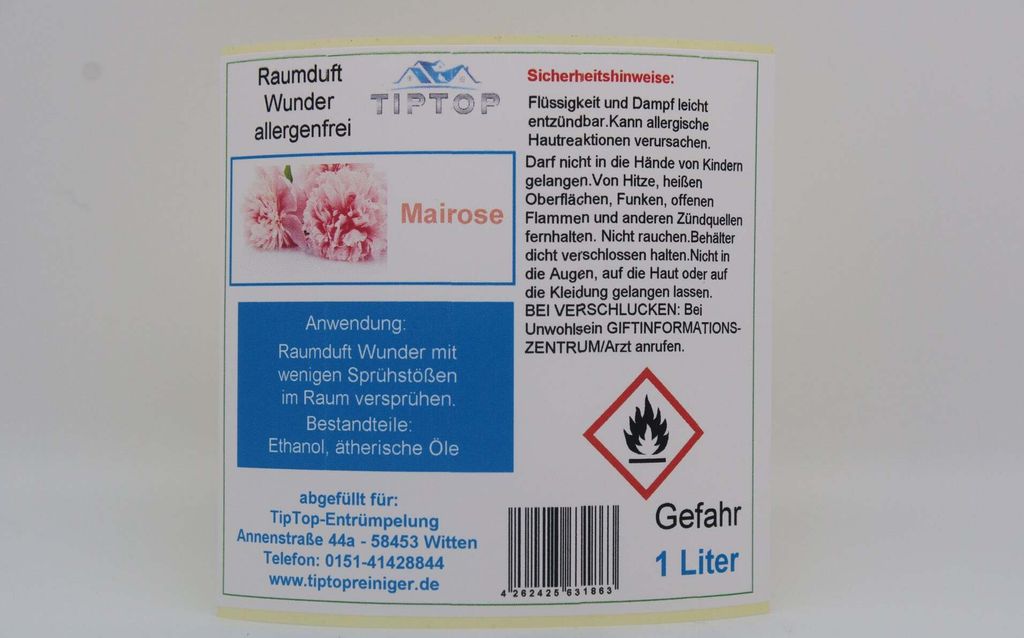 Raumduft
Wunder
allergenfrei
TIPTOP
Mairose
Anwendung:
Raumduft Wunder mit
wenigen Sprühstößen
im Raum versprühen.
Bestandteile:
Ethanol, ätherische Öle
abgefüllt für:
TipTop-Entrümpelung
Annenstraße 44a - 58453 Witten
Telefon: 0151-41428844
www.tiptopreiniger.de
Sicherheitshinweise:
Flüssigkeit und Dampf leicht
entzündbar.Kann allergische
Hautreaktionen verursachen.
Darf nicht in die Hände von Kindern
gelangen.Von Hitze, heißen
Oberflächen, Funken, offenen
Flammen und anderen Zündquellen
fernhalten. Nicht rauchen.Behälter
dicht verschlossen halten.Nicht in
die Augen, auf die Haut oder auf
die Kleidung gelangen lassen.
BEI VERSCHLUCKEN: Bei
Unwohlsein GIFTINFORMATIONS-
ZENTRUM/Arzt anrufen.
Gefahr
1 Liter
4 262425 631863